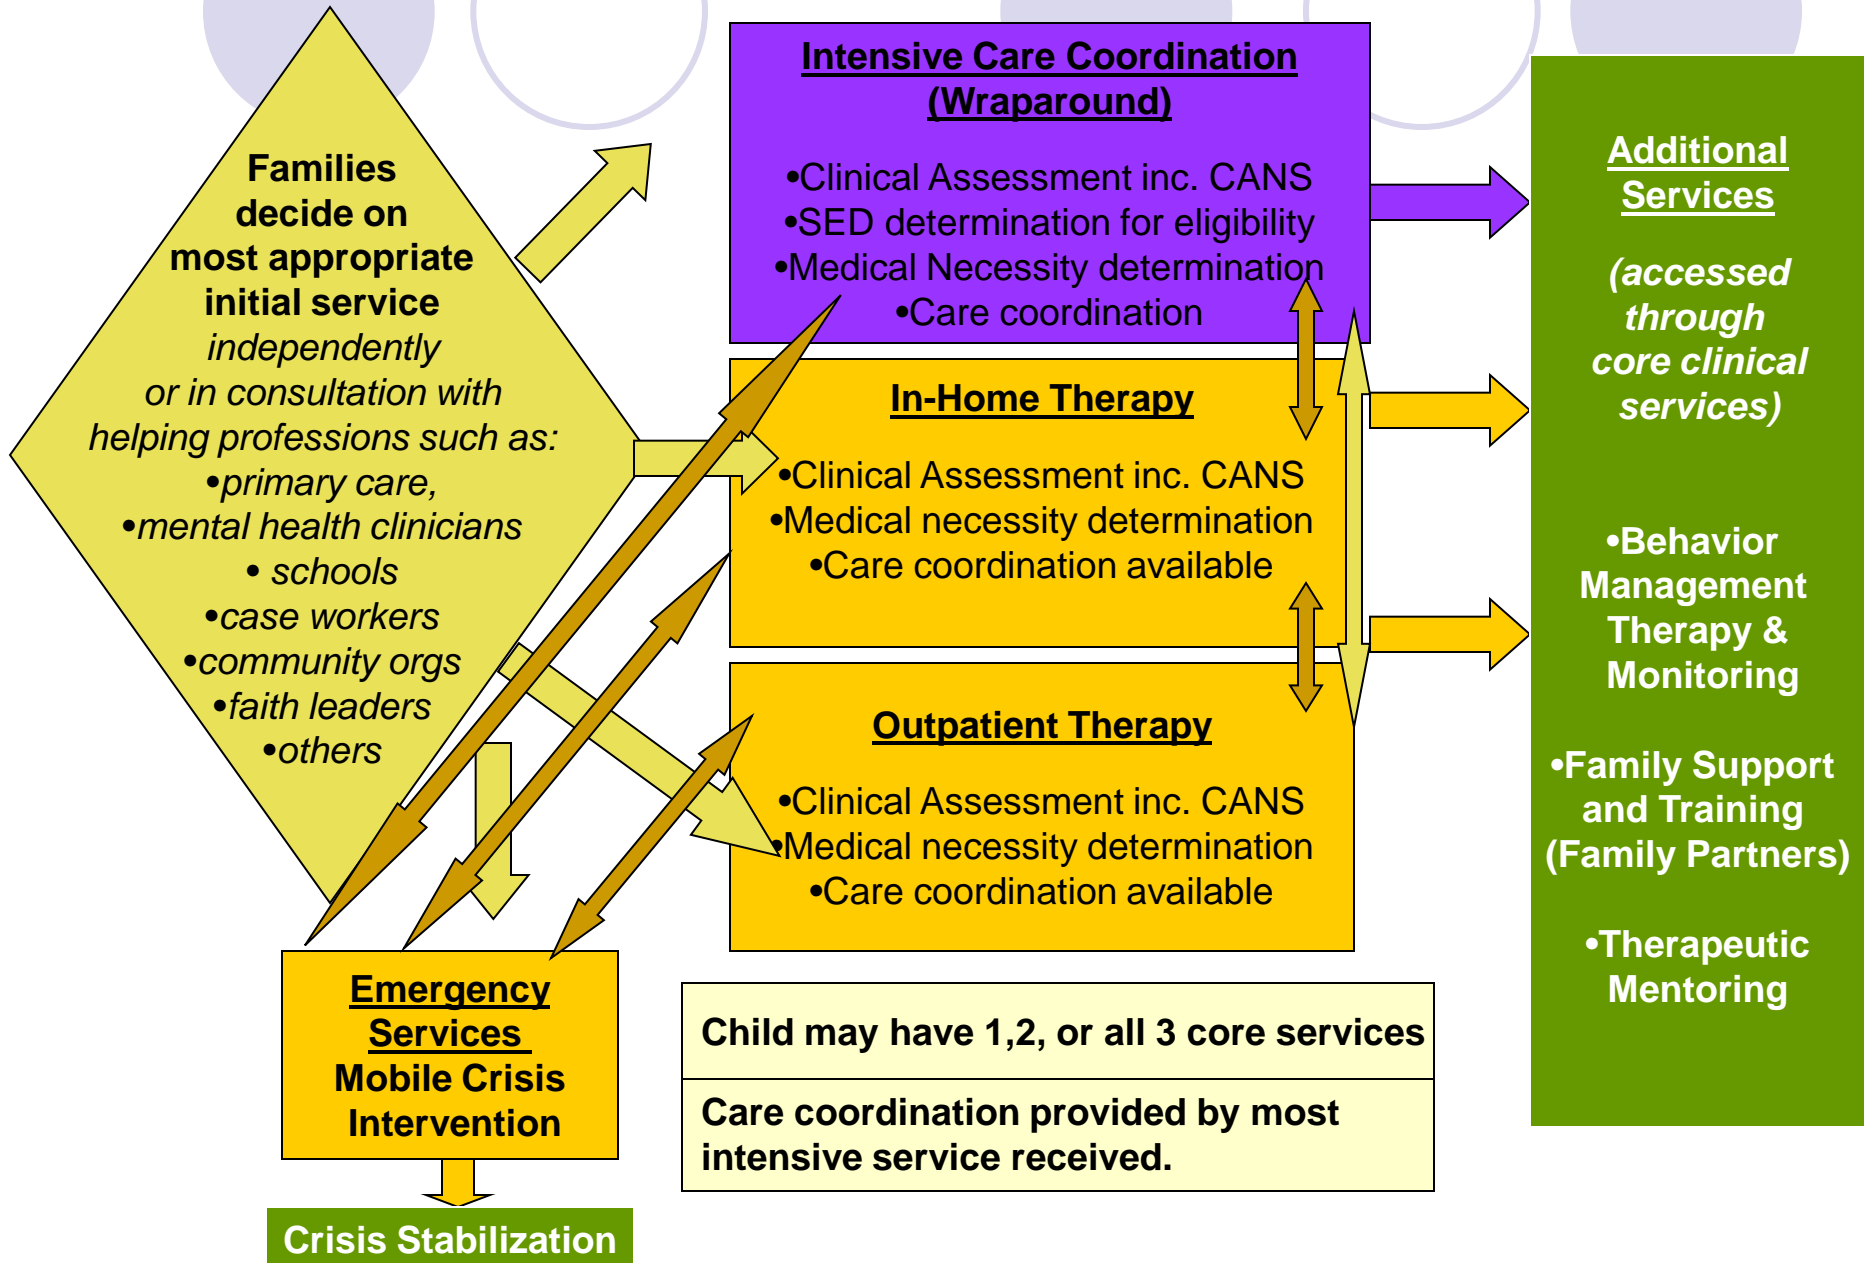 Families
decide on
most appropriate
initial service
independently
or in consultation with
helping professions such as:
•primary care,
•mental health clinicians
• schools
•case workers
•community orgs
•faith leaders
•others
Intensive Care Coordination
(Wraparound)
•Clinical Assessment inc. CANS
•SED determination for eligibility
•Medical Necessity determination
•Care coordination
In-Home Therapy
•Clinical Assessment inc. CANS
•Medical necessity determination
•Care coordination available
Outpatient Therapy
•Clinical Assessment inc. CANS
•Medical necessity determination
•Care coordination available
Additional
Services
(accessed
through
core clinical
services)
•Behavior
Management
Therapy &
Monitoring
•Family Support
and Training
(Family Partners)
•Therapeutic
Mentoring
Emergency
Services
Mobile Crisis
Intervention
Crisis Stabilization
Child may have 1,2, or all 3 core services
Care coordination provided by most
intensive service received.